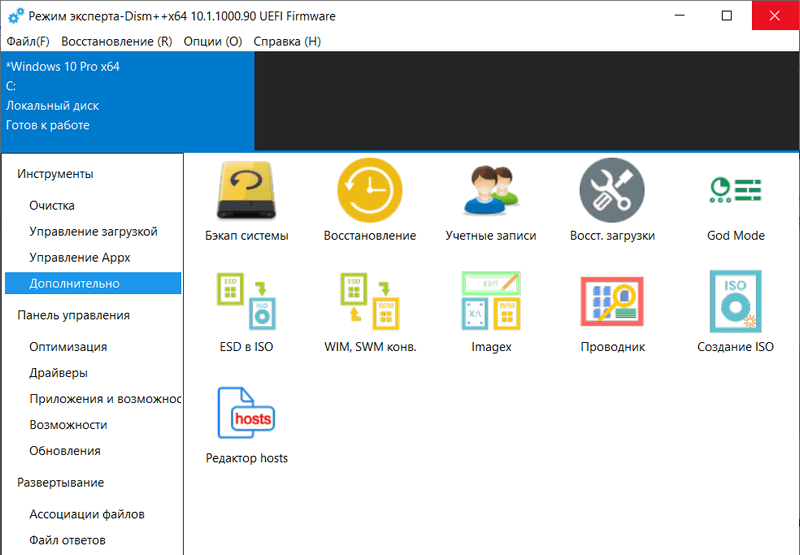 Режим эксперта-Dism++x64 10.1.1000.90 UEFI Firmware
Файл(F) Восстановление (R) Опции (O) Справка (H)
*Windows 10 Pro x64
C:
Локальный диск
Готов к работе
Инструменты
Очистка
Управление загрузкой
Управление Appx
Дополнительно
Панель управления
Оптимизация
Драйверы
Приложения и возможнос
Возможности
Обновления
Развертывание
Ассоциации файлов
Файл ответов
Бэкап системы
Восстановление
Учетные записи
Восст. загрузки
God Mode
ESD
ISO
ESD в ISO
ESD
WIM
WIM, SWM конв.
EDIT
X:\
WIM
Imagex
Проводник
ISO
Создание ISO
hosts
Редактор hosts